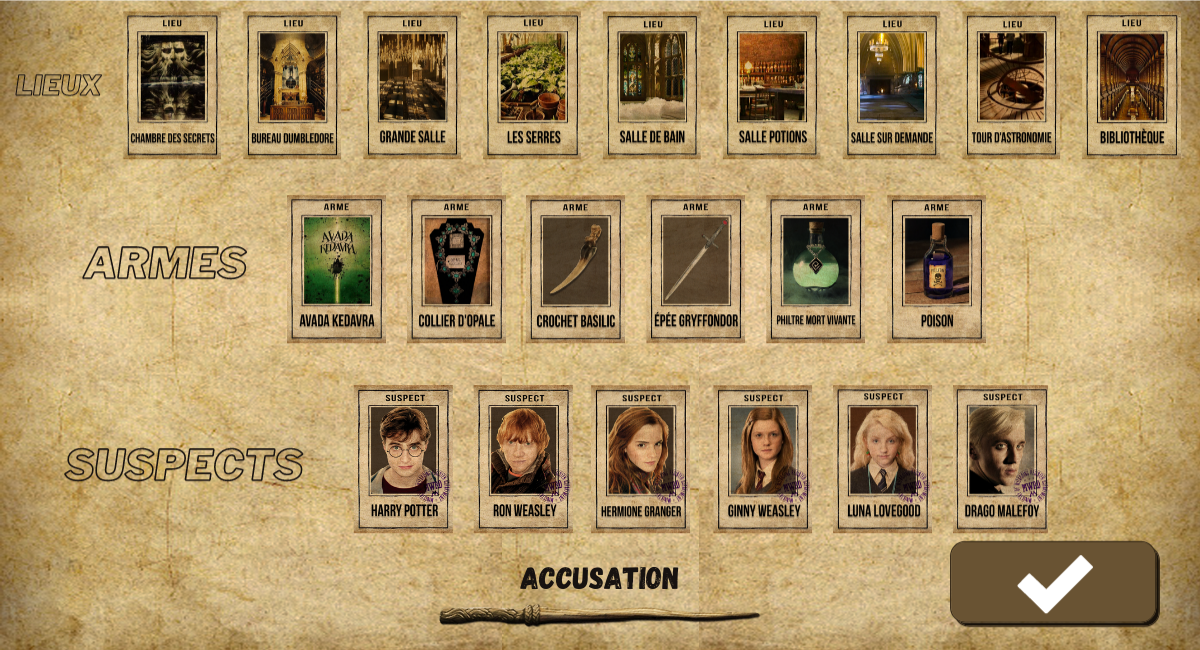 LIEUX
LIEU LIEU LIEU LIEU LIEU LIEU LIEU LIEU LIEU
CHAMBRE DES SECRETS BUREAU DUMBLEDORE GRANDE SALLE LES SERRES SALLE DE BAIN SALLE POTIONS SALLE SUR DEMANDE TOUR D'ASTRONOMIE BIBLIOTHÈQUE
ARMES
ARME ARME ARME ARME ARME ARME
AVADA
KEDAVRA
POISON
AVADA KEDAVRA COLLIER D'OPALE CROCHET BASILIC ÉPÉE GRYFFONDOR PHILTRE MORT VIVANTE POISON
SUSPECTS
SUSPECT SUSPECT SUSPECT SUSPECT SUSPECT SUSPECT
HARRY POTTER RON WEASLEY HERMIONE GRANGER GINNY WEASLEY LUNA LOVEGOOD DRAGO MALEFOY
ACCUSATION